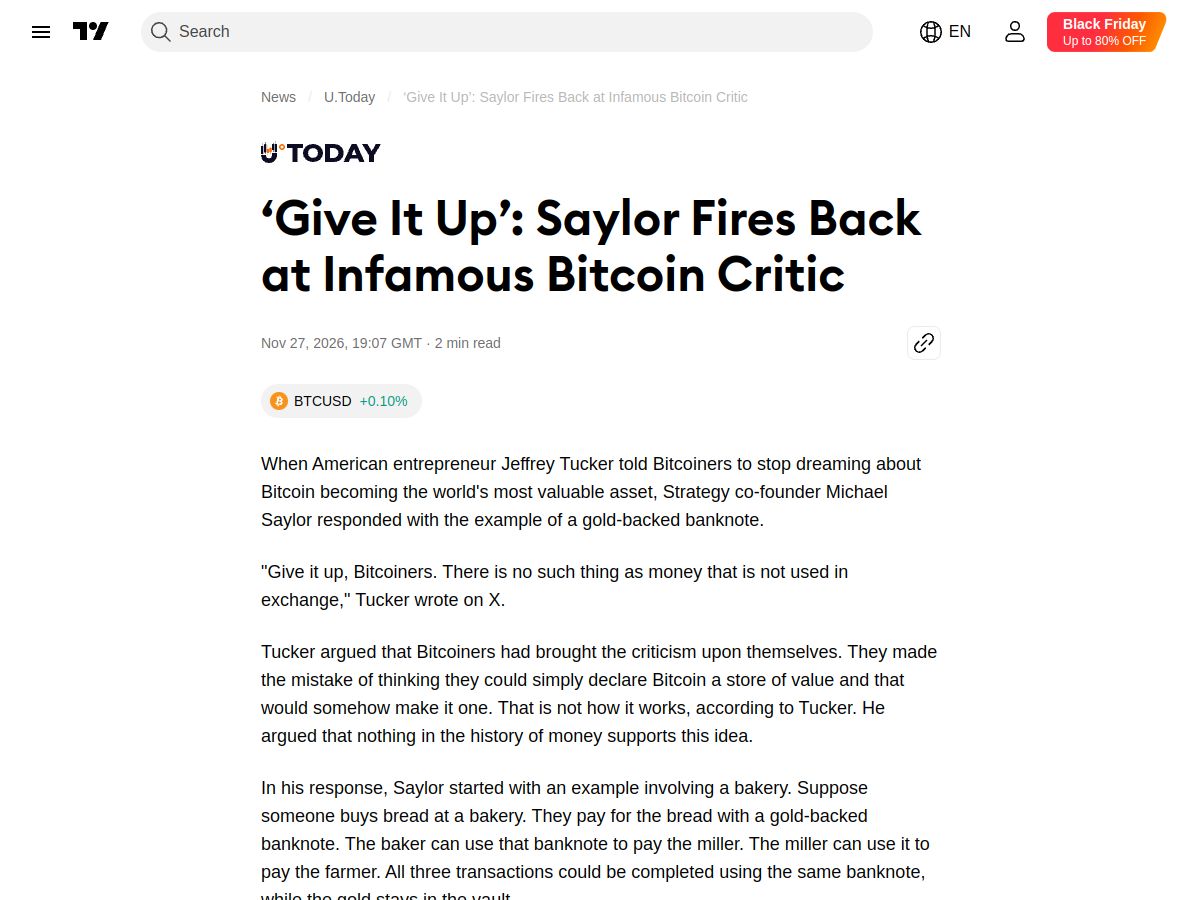 Search
EN
Black Friday
Up to 80% OFF
News / U.Today / ‘Give It Up’: Saylor Fires Back at Infamous Bitcoin Critic
U TODAY
‘Give It Up’: Saylor Fires Back
at Infamous Bitcoin Critic
Nov 27, 2026, 19:07 GMT · 2 min read
BTCUSD +0.10%
When American entrepreneur Jeffrey Tucker told Bitcoiners to stop dreaming about
Bitcoin becoming the world's most valuable asset, Strategy co-founder Michael
Saylor responded with the example of a gold-backed banknote.
"Give it up, Bitcoiners. There is no such thing as money that is not used in
exchange," Tucker wrote on X.
Tucker argued that Bitcoiners had brought the criticism upon themselves. They made
the mistake of thinking they could simply declare Bitcoin a store of value and that
would somehow make it one. That is not how it works, according to Tucker. He
argued that nothing in the history of money supports this idea.
In his response, Saylor started with an example involving a bakery. Suppose
someone buys bread at a bakery. They pay for the bread with a gold-backed
banknote. The baker can use that banknote to pay the miller. The miller can use it to
pay the farmer. All three transactions could be completed using the same banknote,
while the gold stays in the vault.